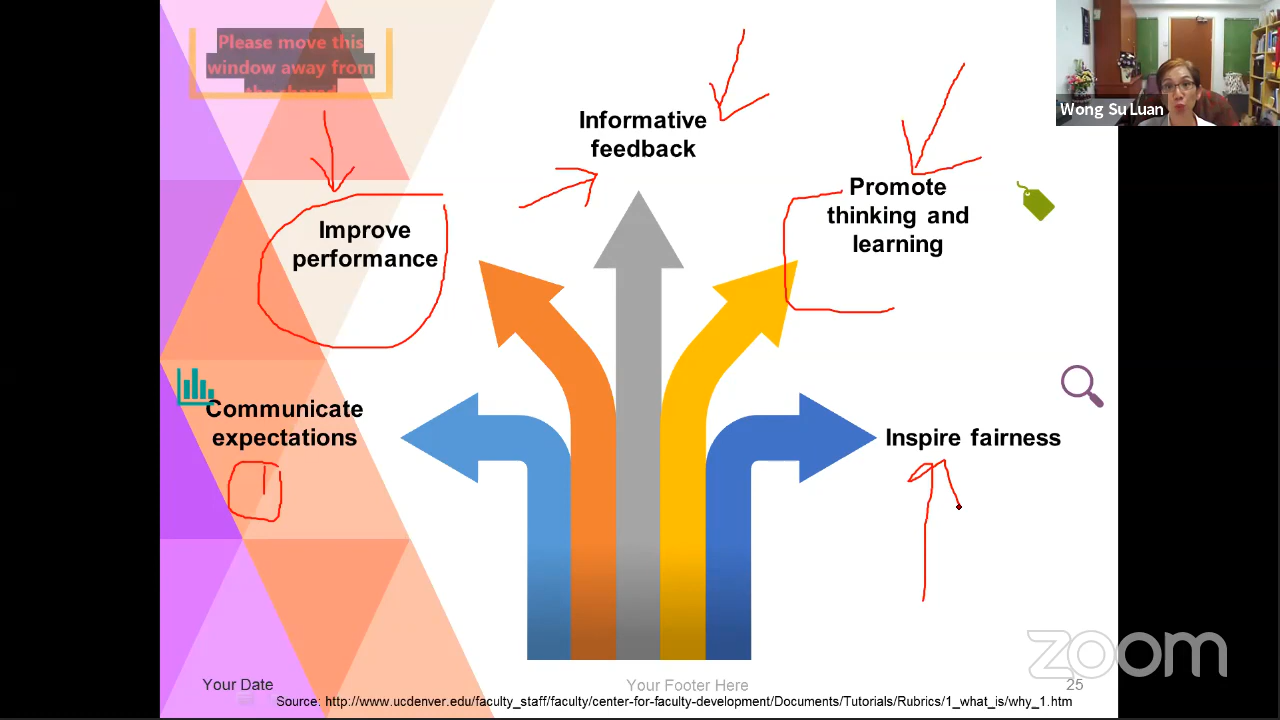 Please move this
window away from
the shared
Informative
feedback
Wong Su Luan
Promote
thinking and
learning
Improve
performance
Communicate
expectations
Inspire fairness
zoom
Your Date
Your Footer Here
25
Source: http://www.ucdenver.edu/faculty_staff/faculty/center-for-faculty-development/Documents/Tutorials/Rubrics/1_what_is/why_1.htm